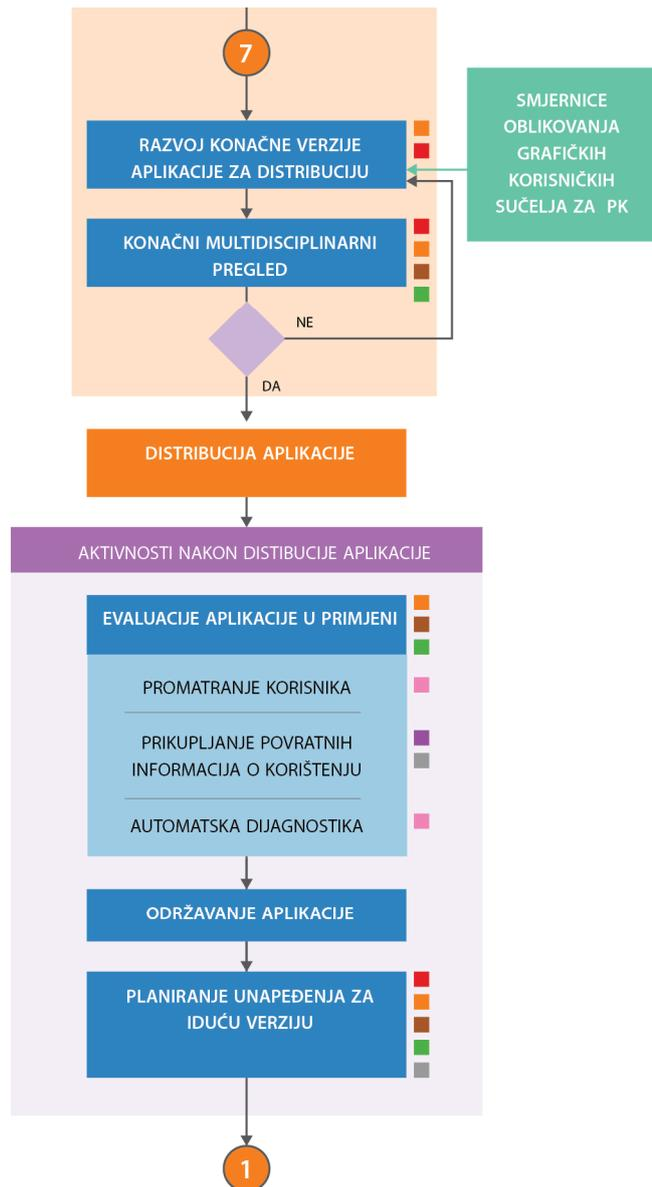 7
RAZVOJ KONAČNE VERZIJE
APLIKACIJE ZA DISTRIBUCIJU
SMJERNICE
OBLIKOVANJA
GRAFIČKIH
KORISNIČKIH
SUČELJA ZA PK
KONAČNI MULTIDISCIPLINARNI
PREGLED
NE
DA
DISTRIBUCIJA APLIKACIJE
AKTIVNOSTI NAKON DISTIBUCIJE APLIKACIJE
EVALUACIJE APLIKACIJE U PRIMJENI
PROMATRANJE KORISNIKA
PRIKUPLJANJE POVRATNIH
INFORMACIJA O KORIŠTENJU
AUTOMATSKA DIJAGNOSTIKA
ODRŽAVANJE APLIKACIJE
PLANIRANJE UNAPEĐENJA ZA
IDUĆU VERZIJU
1